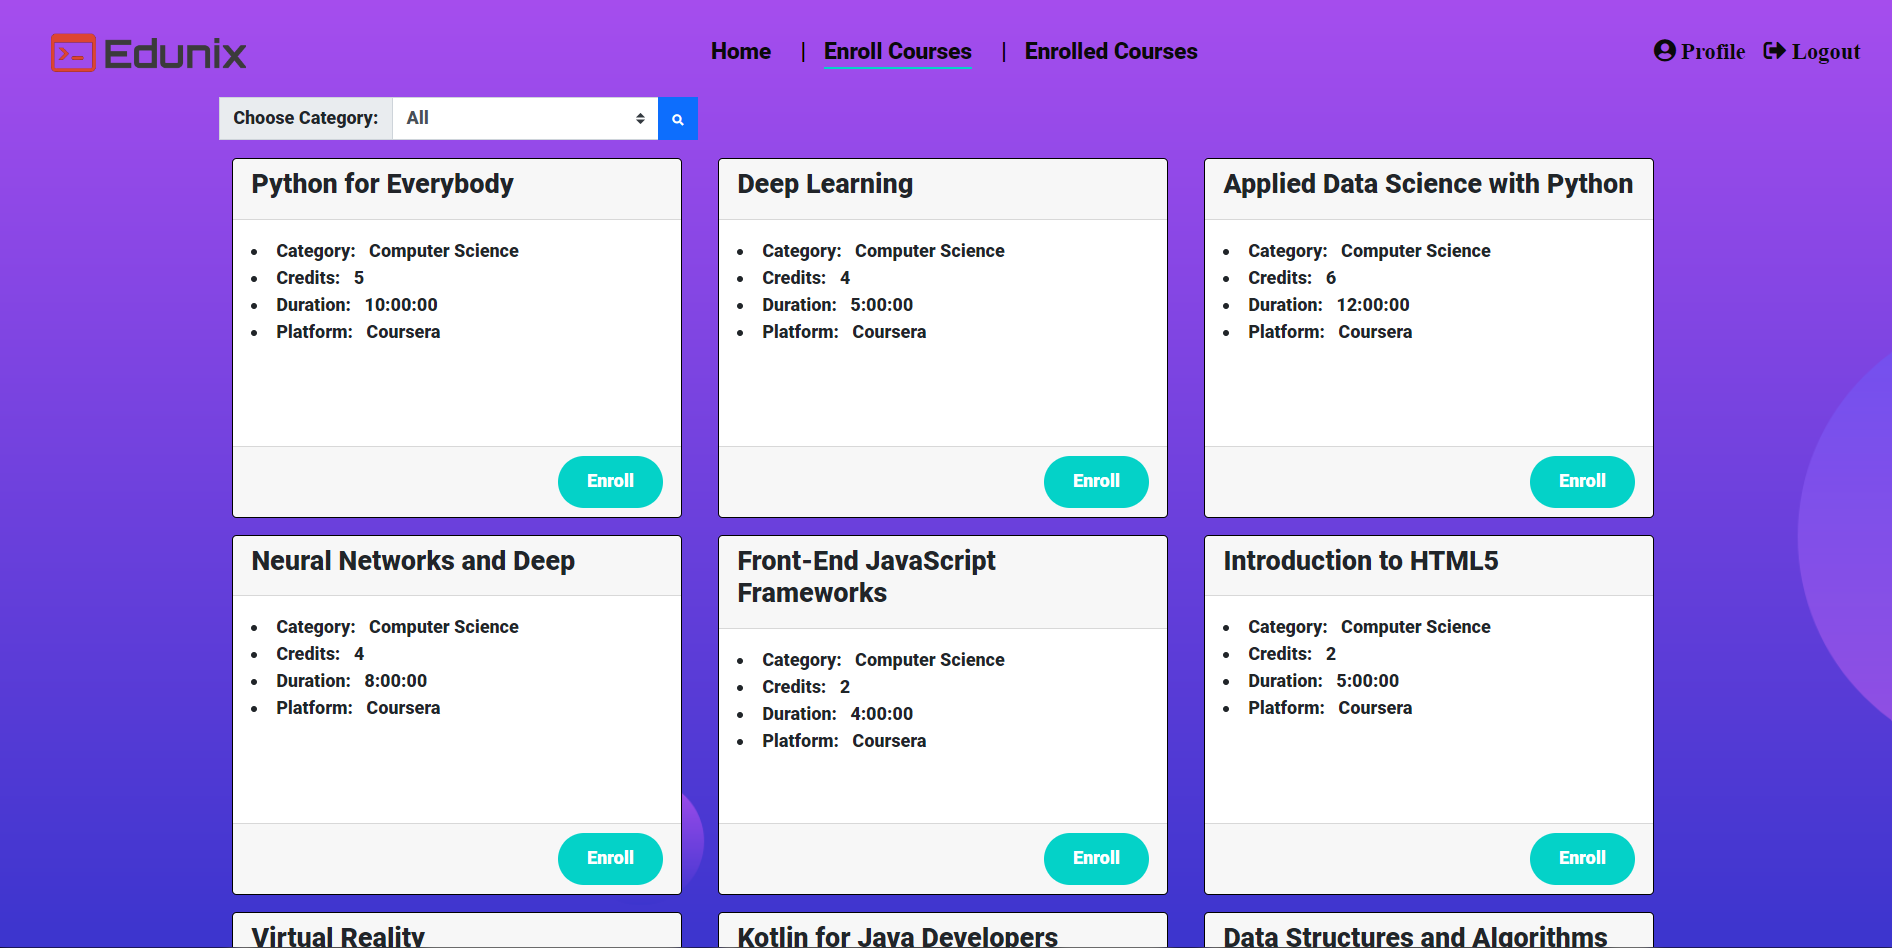 Edunix
Home | Enroll Courses | Enrolled Courses
Profile Logout
Choose Category: All
Python for Everybody
• Category: Computer Science
• Credits: 5
• Duration: 10:00:00
• Platform: Coursera
Enroll
Deep Learning
• Category: Computer Science
• Credits: 4
• Duration: 5:00:00
• Platform: Coursera
Enroll
Applied Data Science with Python
• Category: Computer Science
• Credits: 6
• Duration: 12:00:00
• Platform: Coursera
Enroll
Neural Networks and Deep
• Category: Computer Science
• Credits: 4
• Duration: 8:00:00
• Platform: Coursera
Enroll
Front-End JavaScript
Frameworks
• Category: Computer Science
• Credits: 2
• Duration: 4:00:00
• Platform: Coursera
Enroll
Introduction to HTML5
• Category: Computer Science
• Credits: 2
• Duration: 5:00:00
• Platform: Coursera
Enroll
Virtual Reality
Kotlin for Java Developers
Data Structures and Algorithms